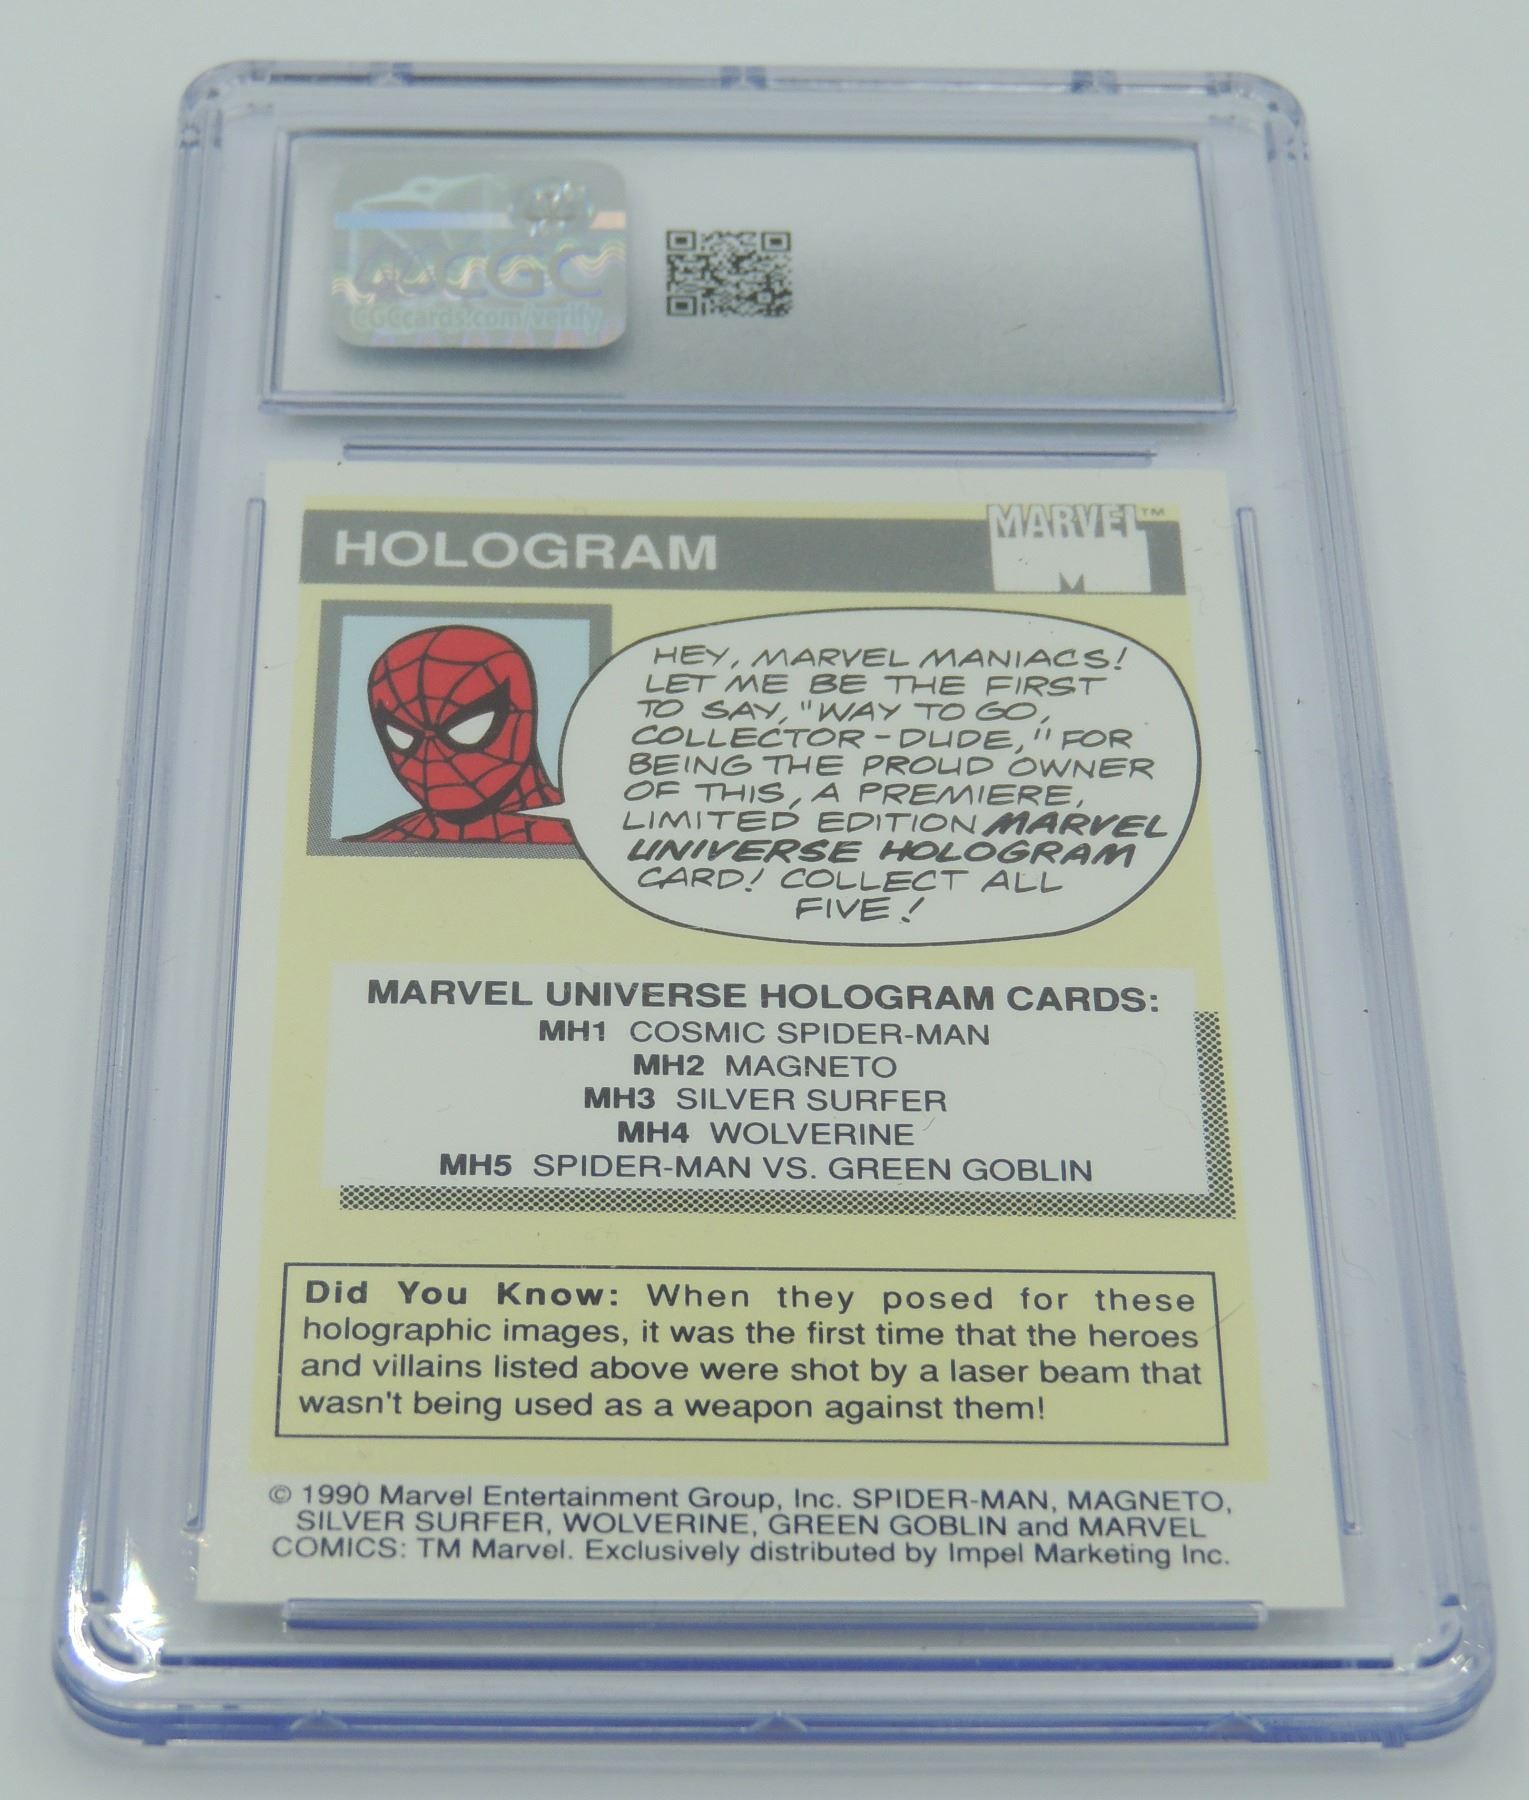 CGC
CGCcards.com/verify
HOLOGRAM
MARVEL™
HEY, MARVEL MANIACS!
LET ME BE THE FIRST
TO SAY, "WAY TO GO,
COLLECTOR-DUDE," FOR
BEING THE PROUD OWNER
OF THIS, A PREMIERE,
LIMITED EDITION MARVEL
UNIVERSE HOLOGRAM
CARD! COLLECT ALL
FIVE!
MARVEL UNIVERSE HOLOGRAM CARDS:
MH1 COSMIC SPIDER-MAN
MH2 MAGNETO
MH3 SILVER SURFER
MH4 WOLVERINE
MH5 SPIDER-MAN VS. GREEN GOBLIN
Did You Know: When they posed for these
holographic images, it was the first time that the heroes
and villains listed above were shot by a laser beam that
wasn't being used as a weapon against them!
© 1990 Marvel Entertainment Group, Inc. SPIDER-MAN, MAGNETO,
SILVER SURFER, WOLVERINE, GREEN GOBLIN and MARVEL
COMICS: TM Marvel. Exclusively distributed by Impel Marketing Inc.